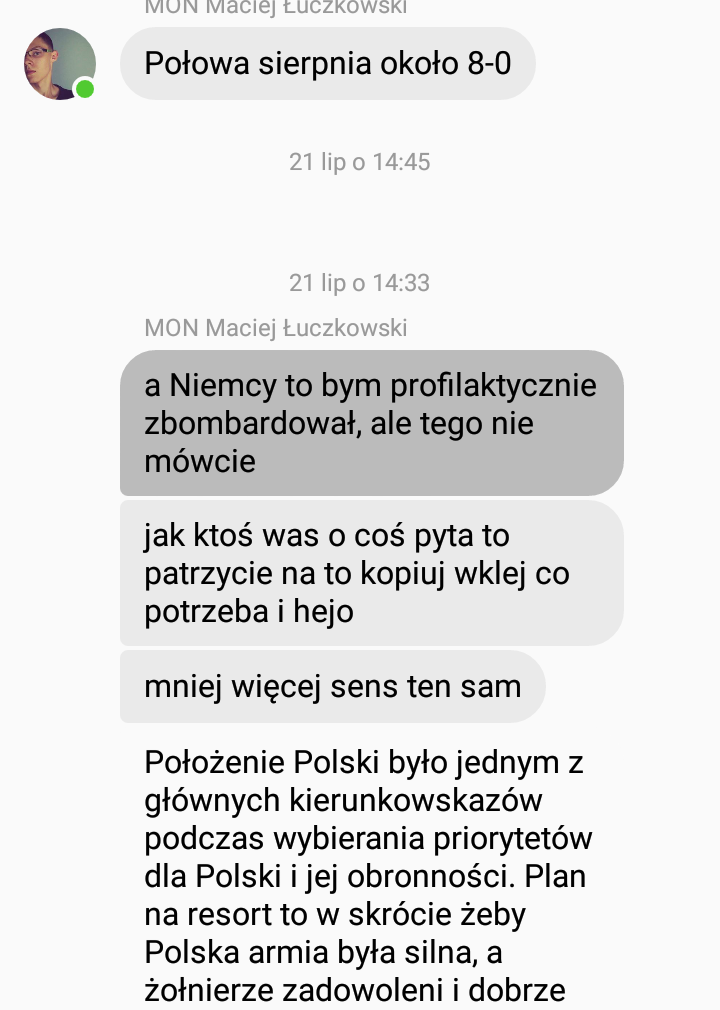 MON Maciej Łuczkowski
Połowa sierpnia około 8-0
21 lip o 14:45
21 lip o 14:33
MON Maciej Łuczkowski
a Niemcy to bym profilaktycznie
zbombardował, ale tego nie
mówcie
jak ktoś was o coś pyta to
patrzycie na to kopiuj wklej co
potrzeba i hejo
mniej więcej sens ten sam
Położenie Polski było jednym z
głównych kierunkowskazów
podczas wybierania priorytetów
dla Polski i jej obronności. Plan
na resort to w skrócie żeby
Polska armia była silna, a
żołnierze zadowoleni i dobrze